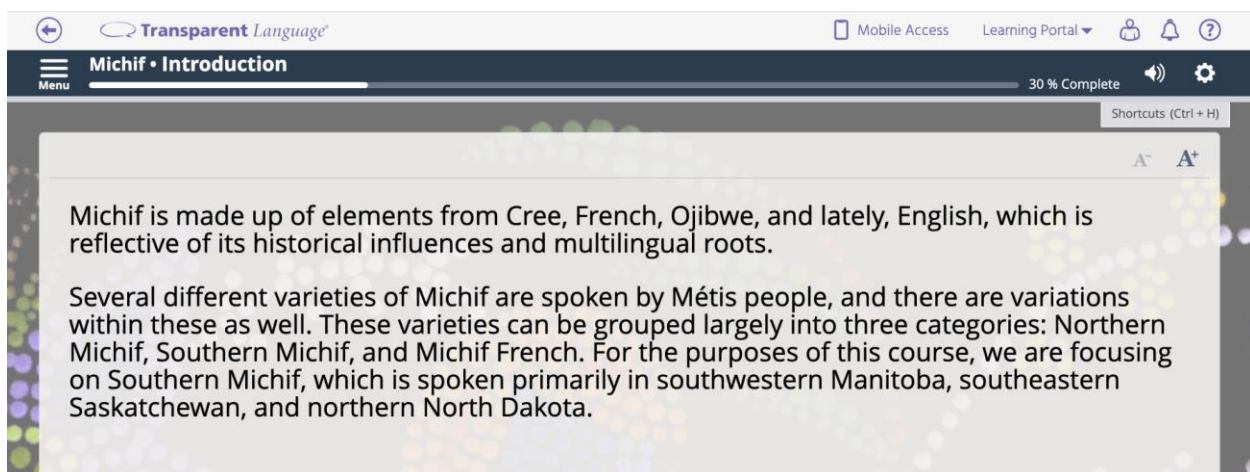 Transparent Language®
Mobile Access
Learning Portal
?
Menu
Michif • Introduction
30 % Complete
Shortcuts (Ctrl + H)
A- A+
Michif is made up of elements from Cree, French, Ojibwe, and lately, English, which is
reflective of its historical influences and multilingual roots.
Several different varieties of Michif are spoken by Métis people, and there are variations
within these as well. These varieties can be grouped largely into three categories: Northern
Michif, Southern Michif, and Michif French. For the purposes of this course, we are focusing
on Southern Michif, which is spoken primarily in southwestern Manitoba, southeastern
Saskatchewan, and northern North Dakota.